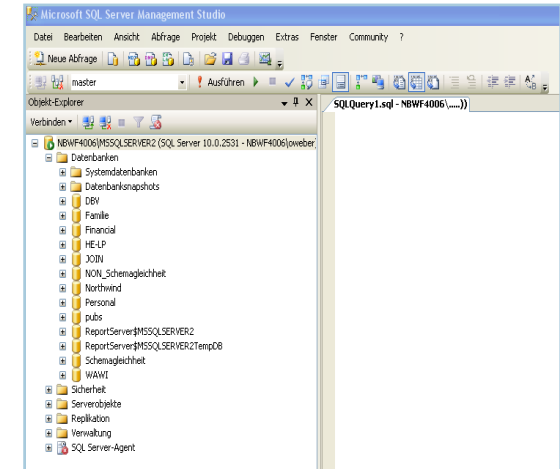 Microsoft SQL Server Management Studio
Datei Bearbeiten Ansicht Abfrage Projekt Debuggen Extras Fenster Community ?
Neue Abfrage
master Ausführen
Objekt-Explorer
SQLQuery1.sql - NBWF4006\.....))
Verbinden
NBWF4006\MSSQLSERVER2 (SQL Server 10.0.2531 - NBWF4006\oweber)
Datenbanken
Systemdatenbanken
Datenbanksnapshots
DBV
Familie
Financial
HE-LP
JOIN
NON_Schemagleichheit
Northwind
Personal
pubs
ReportServer$MSSQLSERVER2
ReportServer$MSSQLSERVER2TempDB
Schemagleichheit
WAWI
Sicherheit
Serverobjekte
Replikation
Verwaltung
SQL Server-Agent